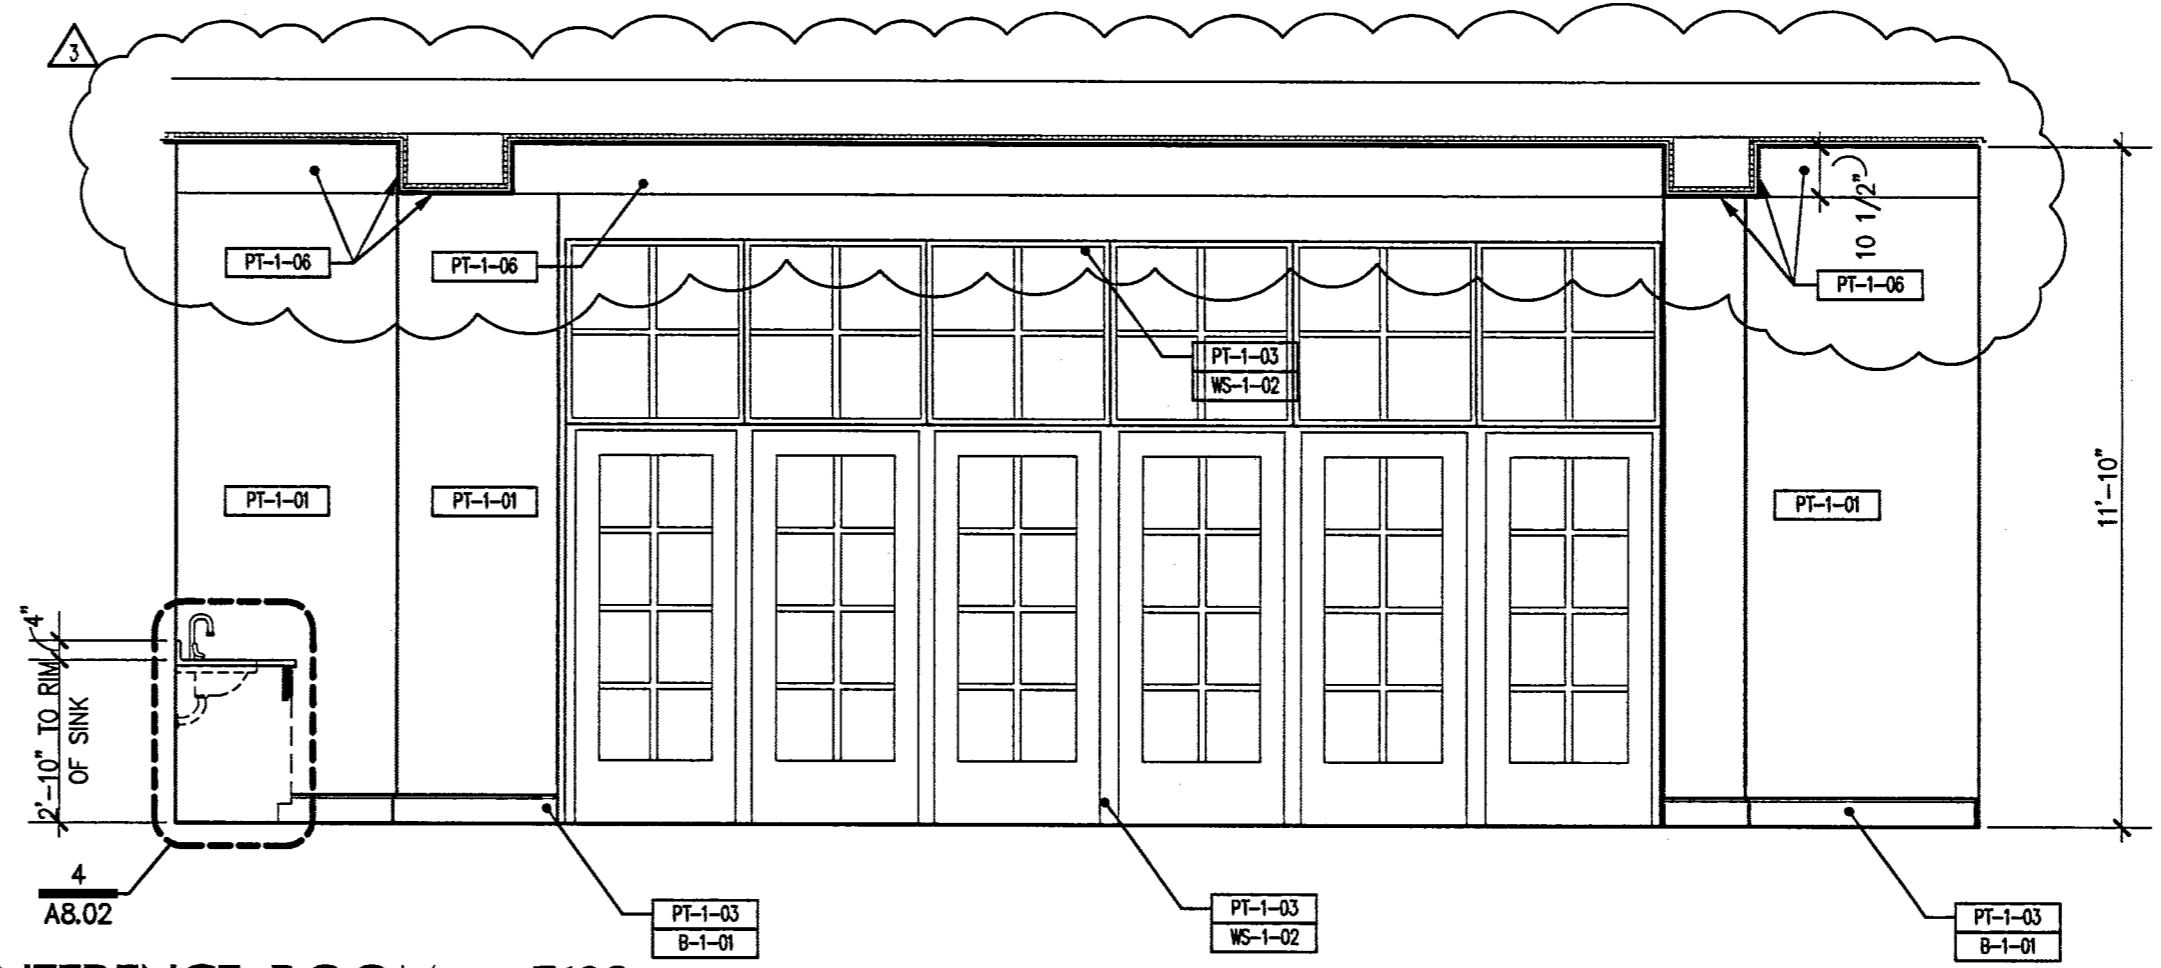 3
10 1/2"
PT-1-06
PT-1-06
PT-1-06
PT-1-03
WS-1-02
PT-1-01
PT-1-01
PT-1-01
11'-10"
4"
2'-10" TO RIM
OF SINK
4
A8.02
PT-1-03
B-1-01
PT-1-03
WS-1-02
PT-1-03
B-1-01